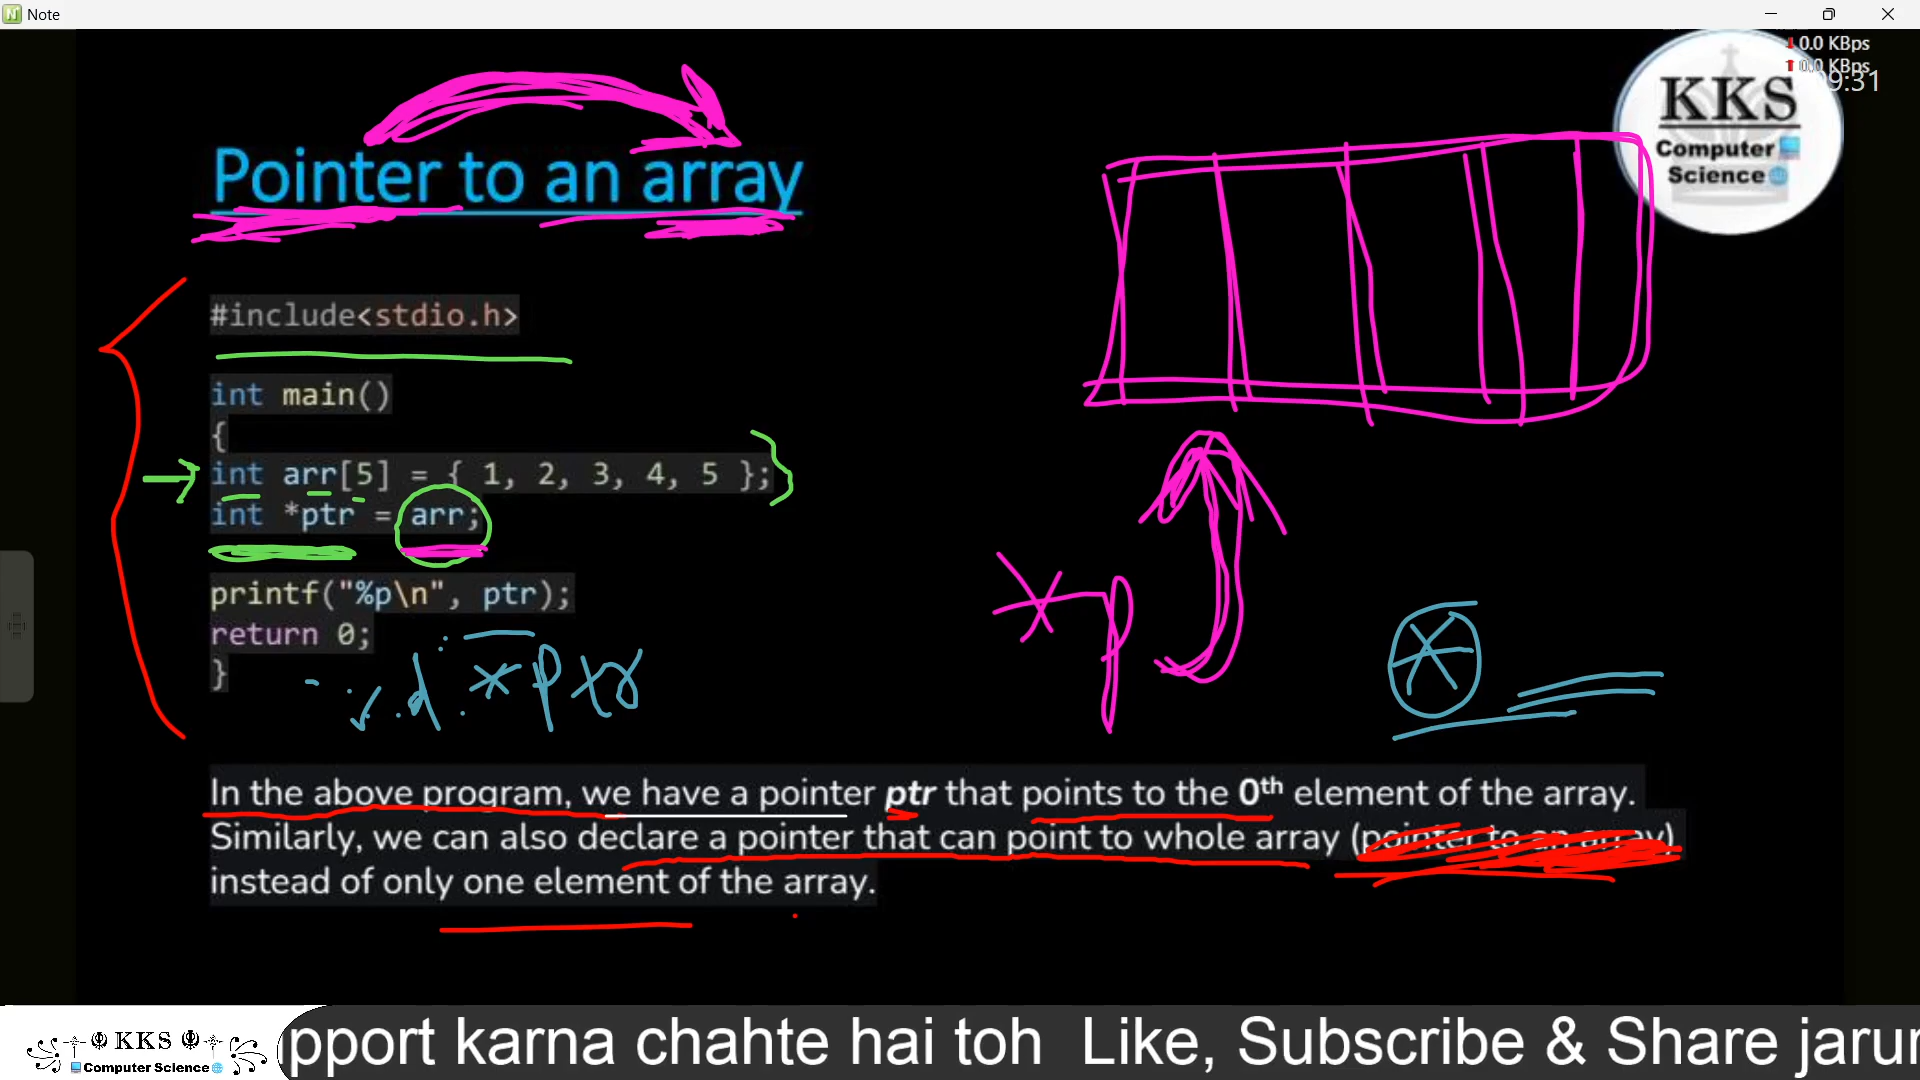 Note
0.0 KBps
0.0 KBps
09:31
KKS
Computer
Science
Pointer to an array
#include<stdio.h>
int main()
{
int arr[5] = { 1, 2, 3, 4, 5 };
int *ptr = arr;
printf("%p\n", ptr);
return 0;
}
%d *ptr
*p
*
In the above program, we have a pointer ptr that points to the 0th element of the array.
Similarly, we can also declare a pointer that can point to whole array (pointer to an array)
instead of only one element of the array.
KKS
Computer Science
pport karna chahte hai toh Like, Subscribe & Share jarur